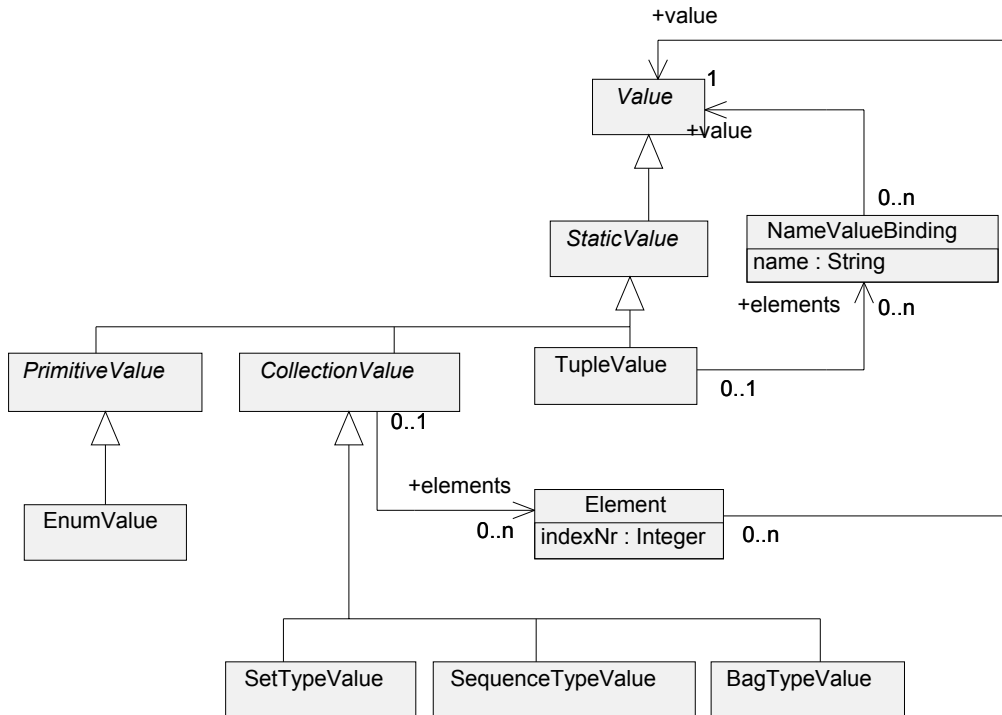 +value
1
Value
+value
0..n
StaticValue
NameValueBinding
name : String
+elements
0..n
PrimitiveValue
CollectionValue
TupleValue
0..1
0..1
+elements
Element
EnumValue
0..n
indexNr : Integer
0..n
SetTypeValue
SequenceTypeValue
BagTypeValue